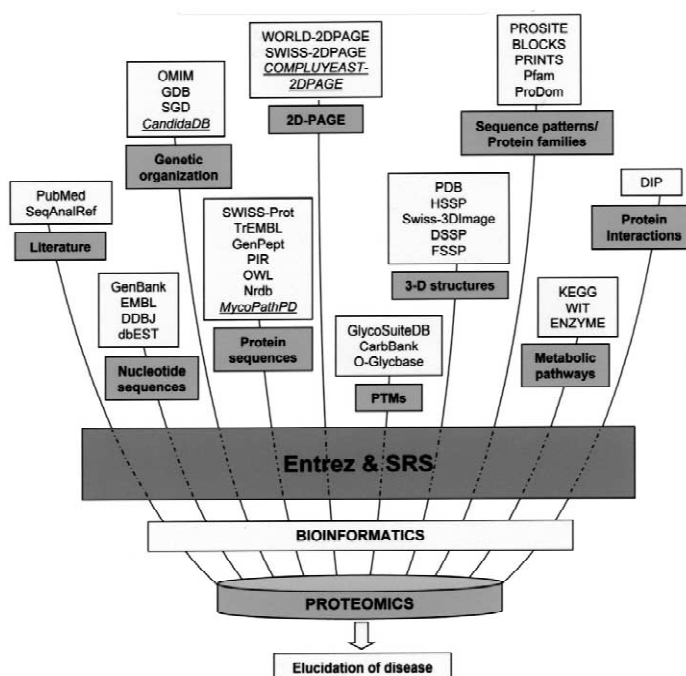 WORLD-2DPAGE
SWISS-2DPAGE
COMPLUYEAST-
2DPAGE
2D-PAGE
PROSITE
BLOCKS
PRINTS
Pfam
ProDom
Sequence patterns/
Protein families
OMIM
GDB
SGD
CandidaDB
Genetic
organization
PubMed
SeqAnalRef
Literature
SWISS-Prot
TrEMBL
GenPept
PIR
OWL
Nrdb
MycoPathPD
Protein
sequences
PDB
HSSP
Swiss-3DImage
DSSP
FSSP
3-D structures
DIP
Protein
Interactions
GenBank
EMBL
DDBJ
dbEST
Nucleotide
sequences
GlycoSuiteDB
CarbBank
O-Glycbase
PTMs
KEGG
WIT
ENZYME
Metabolic
pathways
Entrez & SRS
BIOINFORMATICS
PROTEOMICS
Elucidation of disease